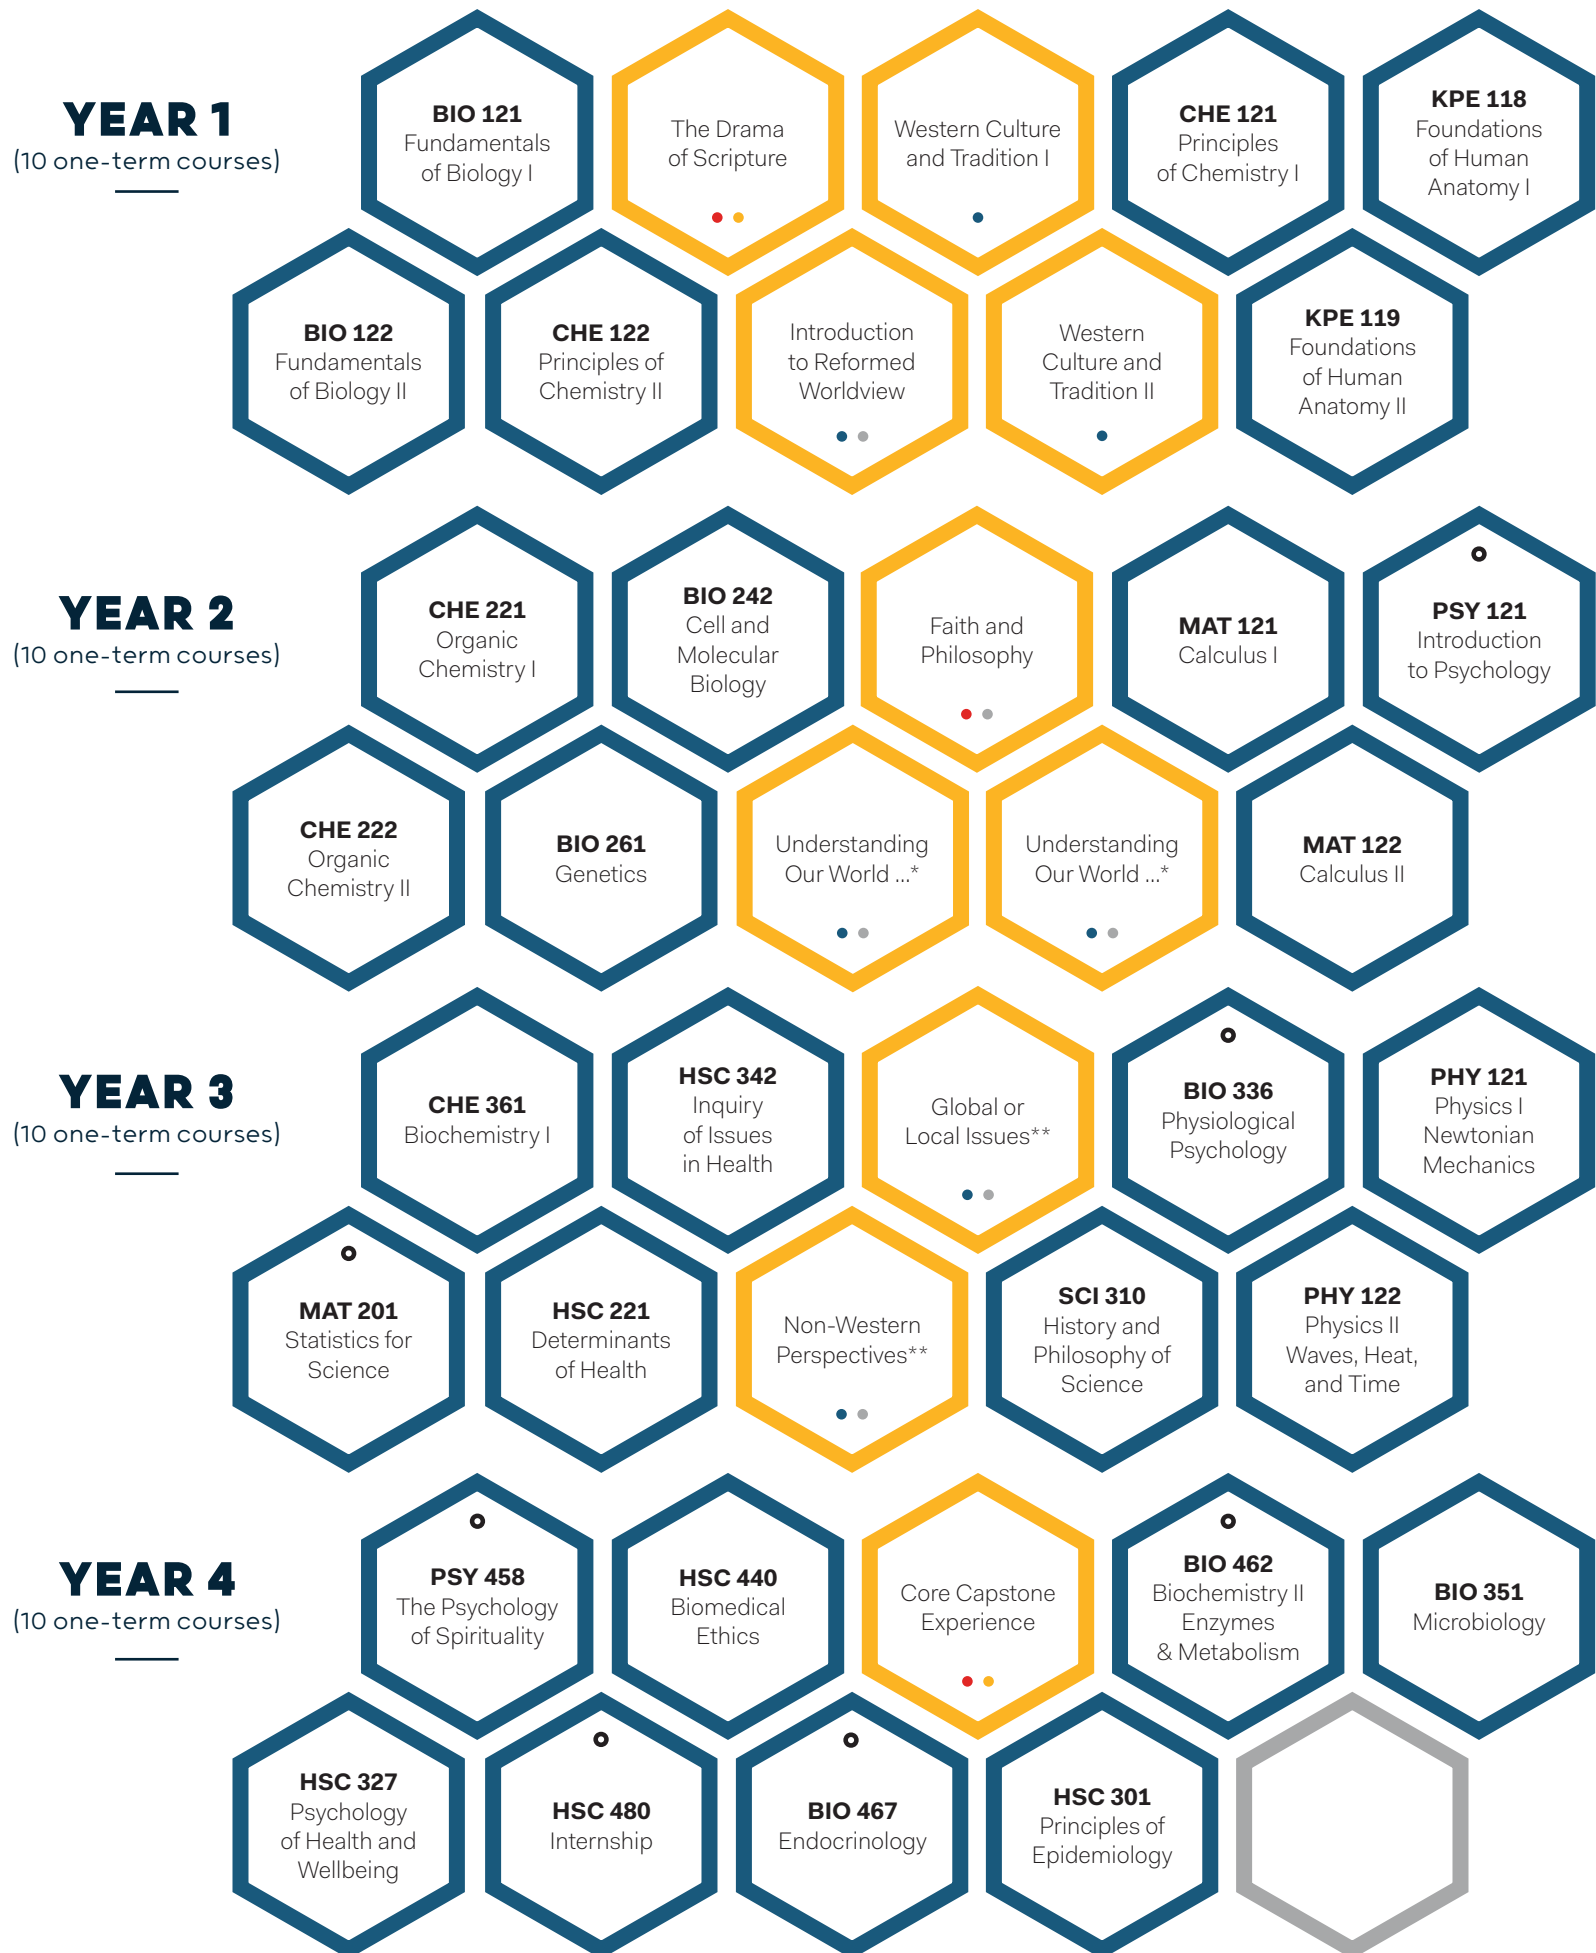 YEAR 1
(10 one-term courses)
BIO 121
Fundamentals
of Biology I
The Drama
of Scripture
Western Culture
and Tradition I
CHE 121
Principles
of Chemistry I
KPE 118
Foundations
of Human
Anatomy I
BIO 122
Fundamentals
of Biology II
CHE 122
Principles of
Chemistry II
Introduction
to Reformed
Worldview
Western
Culture and
Tradition II
KPE 119
Foundations
of Human
Anatomy II
YEAR 2
(10 one-term courses)
CHE 221
Organic
Chemistry I
BIO 242
Cell and
Molecular
Biology
Faith and
Philosophy
MAT 121
Calculus I
PSY 121
Introduction
to Psychology
CHE 222
Organic
Chemistry II
BIO 261
Genetics
Understanding
Our World ...*
Understanding
Our World ...*
MAT 122
Calculus II
YEAR 3
(10 one-term courses)
CHE 361
Biochemistry I
HSC 342
Inquiry
of Issues
in Health
Global or
Local Issues**
BIO 336
Physiological
Psychology
PHY 121
Physics I
Newtonian
Mechanics
MAT 201
Statistics for
Science
HSC 221
Determinants
of Health
Non-Western
Perspectives**
SCI 310
History and
Philosophy of
Science
PHY 122
Physics II
Waves, Heat,
and Time
YEAR 4
(10 one-term courses)
PSY 458
The Psychology
of Spirituality
HSC 440
Biomedical
Ethics
Core Capstone
Experience
BIO 462
Biochemistry II
Enzymes
& Metabolism
BIO 351
Microbiology
HSC 327
Psychology
of Health and
Wellbeing
HSC 480
Internship
BIO 467
Endocrinology
HSC 301
Principles of
Epidemiology